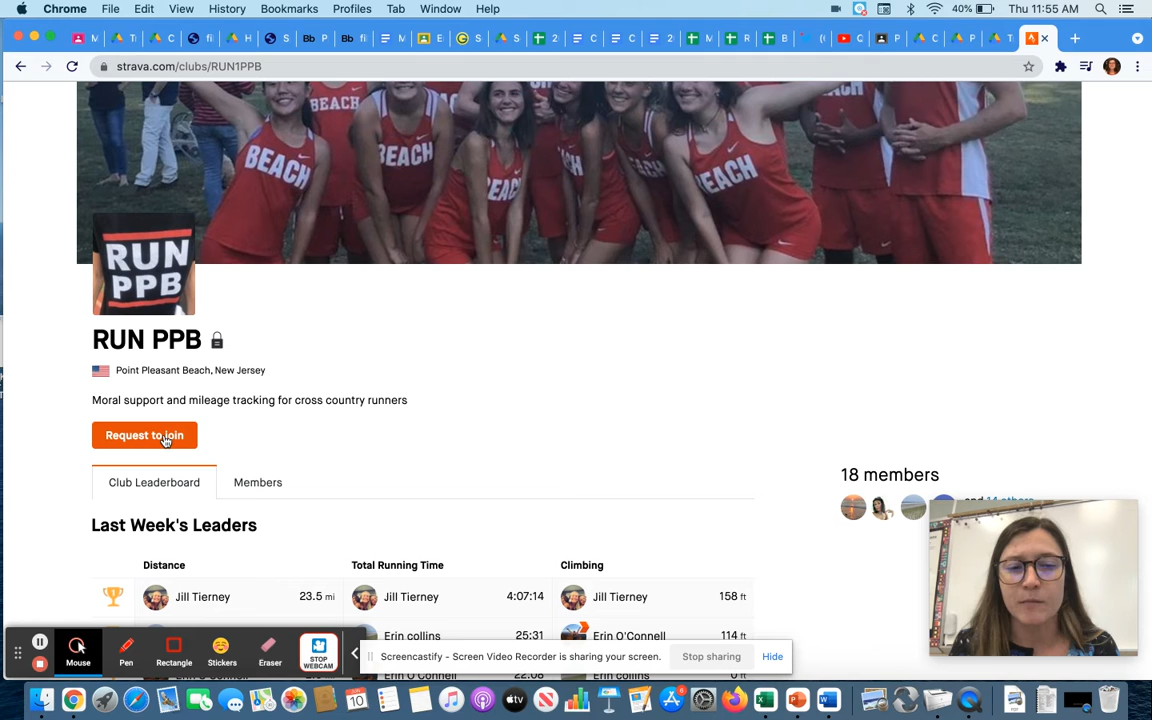 Chrome File Edit View History Bookmarks Profiles Tab Window Help 40% Thu 11:55 AM
strava.com/clubs/RUN1PPB
BEACH BEACH BEACH BEACH BEACH
RUN
PPB
RUN PPB
Point Pleasant Beach, New Jersey
Moral support and mileage tracking for cross country runners
Request to join
Club Leaderboard Members
18 members
Last Week's Leaders
Distance Total Running Time Climbing
1 Jill Tierney 23.5 mi Jill Tierney 4:07:14 Jill Tierney 158 ft
Erin collins 25:31 Erin O'Connell 114 ft
Screencastify - Screen Video Recorder is sharing your screen. Stop sharing Hide
Mouse Pen Rectangle Stickers Eraser STOP WEBCAM